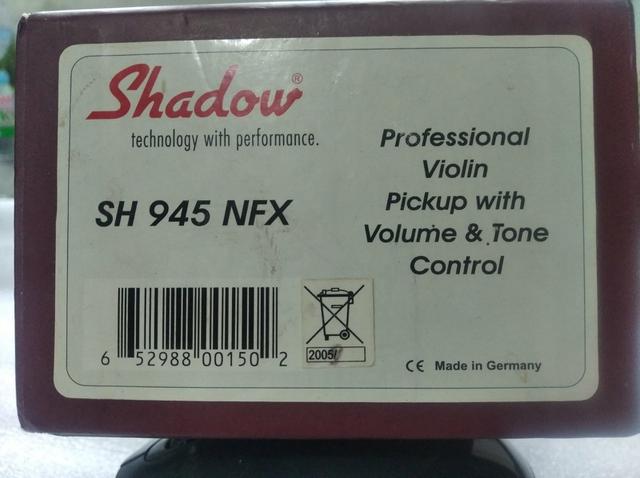 Shadow®
technology with performance.
SH 945 NFX
Professional
Violin
Pickup with
Volume & Tone
Control
6 52988 00150 2
2005/
CE Made in Germany